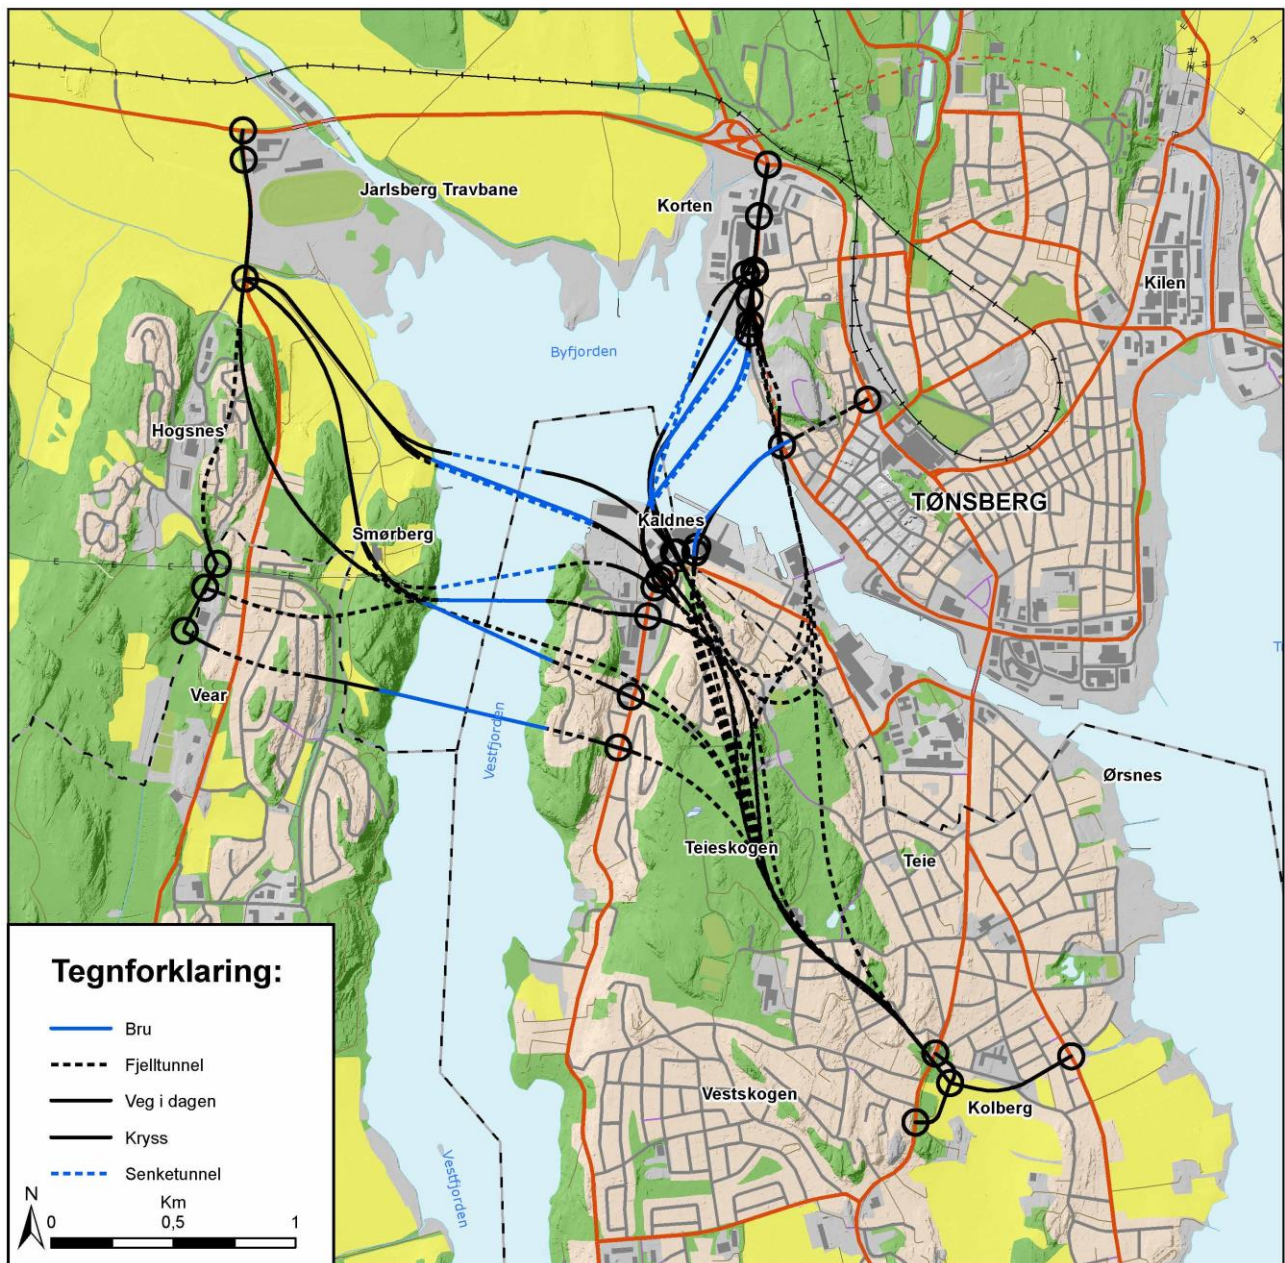 Jarlsberg Travbane
Korten
Kilen
Byfjorden
Hogsnes
TØNSBERG
Kaldnes
Smørberg
Vear
Vestfjorden
Ørsnes
Teieskogen
Teie
Tegnforklaring:
Bru
Fjelltunnel
Veg i dagen
Kryss
Senketunnel
Vestskogen
Kolberg
Vestfjorden
N
Km
0 0,5 1